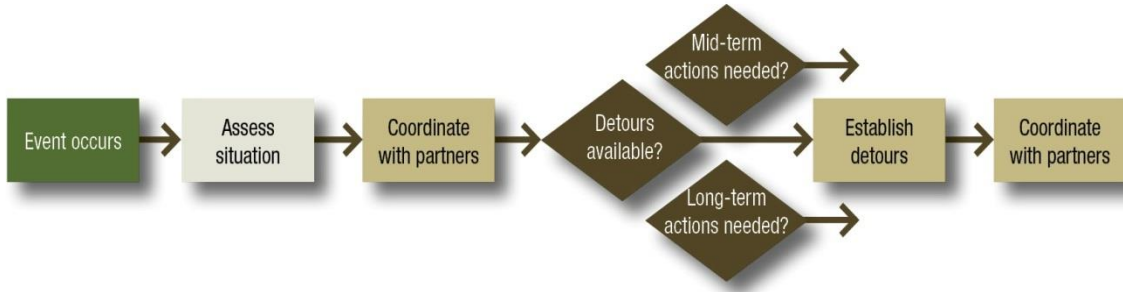 Event occurs
Assess
situation
Coordinate
with partners
Detours
available?
Mid-term
actions needed?
Long-term
actions needed?
Establish
detours
Coordinate
with partners